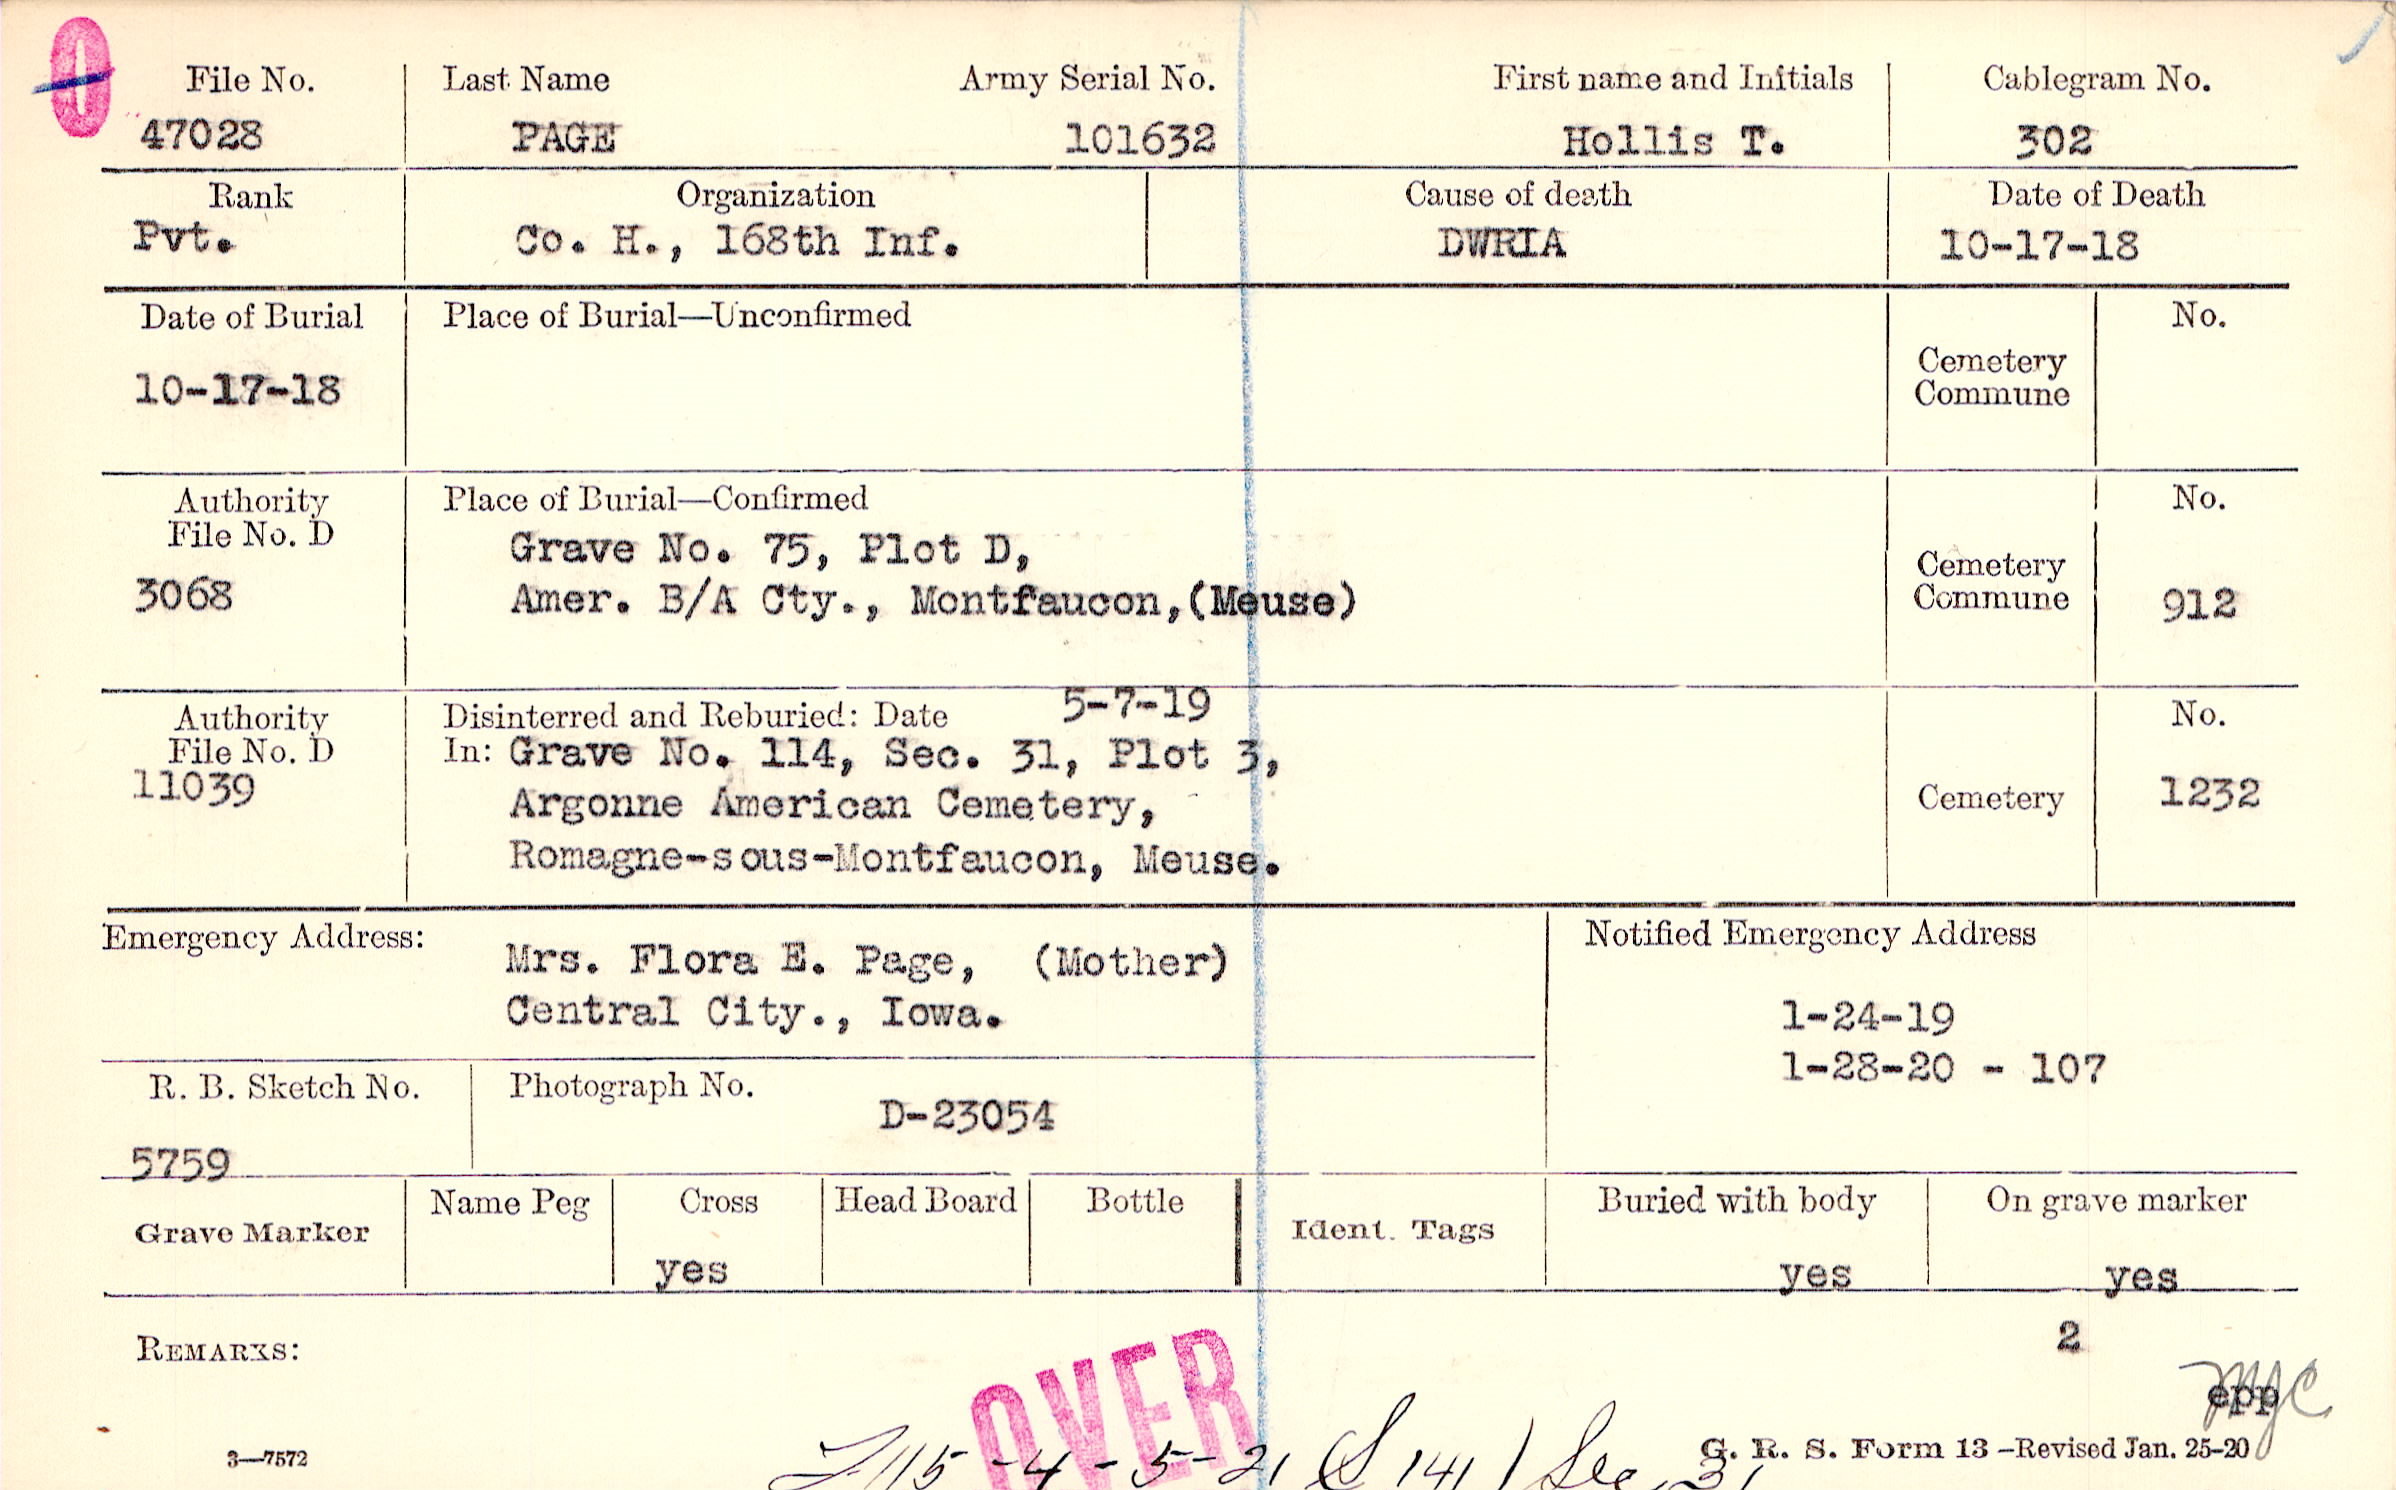 0
File No. Last Name Army Serial No. First name and Initials Cablegram No.
47028 PAGE 101632 Hollis T. 302
Rank Organization Cause of death Date of Death
Pvt. Co. H., 168th Inf. DWRIA 10-17-18
Date of Burial Place of Burial—Unconfirmed No.
Cemetery
Commune
10-17-18
Authority Place of Burial—Confirmed No.
File No. D
Grave No. 75, Plot D,
Cemetery
Commune
3068 Amer. B/A Cty., Montfaucon,(Meuse) 912
Authority Disinterred and Reburied: Date 5-7-19 No.
File No. D In: Grave No. 114, Sec. 31, Plot 3,
11039 Argonne American Cemetery, Cemetery 1232
Romagne-sous-Montfaucon, Meuse.
Emergency Address: Notified Emergency Address
Mrs. Flora E. Page, (Mother)
Central City., Iowa. 1-24-19
1-28-20 - 107
R. B. Sketch No. Photograph No.
D-23054
5759
Grave Marker Name Peg Cross Head Board Bottle Ident. Tags Buried with body On grave marker
yes yes yes
REMARKS: 2
epp
MJC
OVER
115-4-5-21 (S 141) Sec 31
3—7572 G. R. S. Form 13 –Revised Jan. 25-20